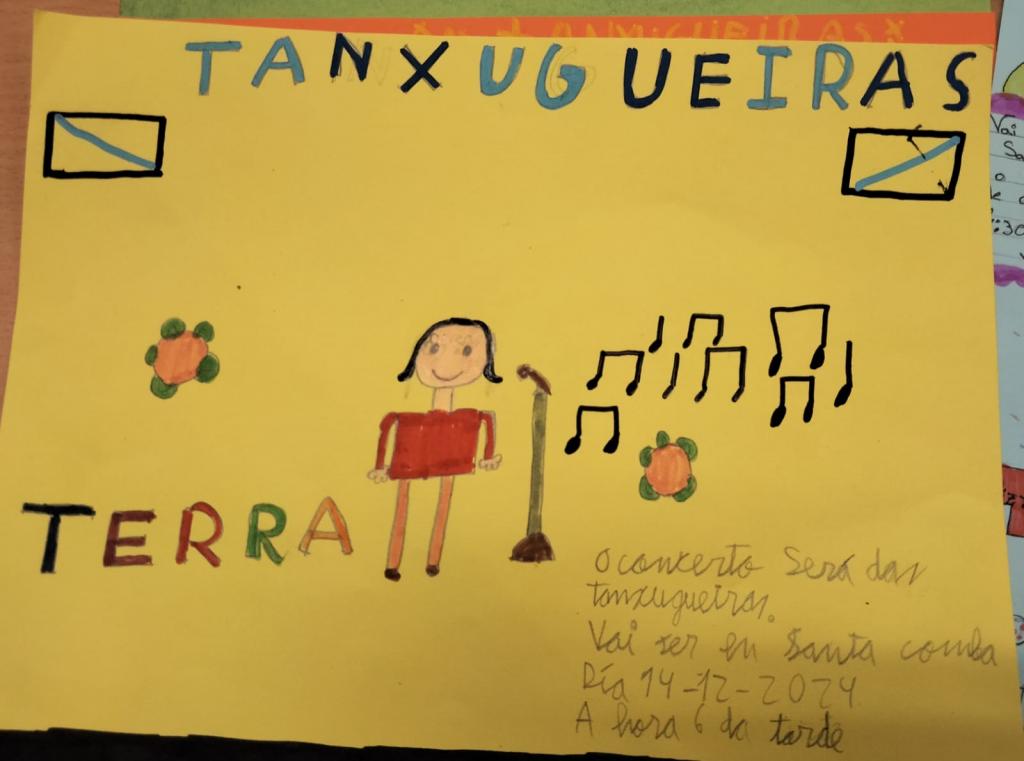 TANXUGUEIRAS
TERRA
O concerto Será das
tanxugueiras.
Vai ser en Santa comba
Día 14-12-2024
A hora 6 da tarde
Vai